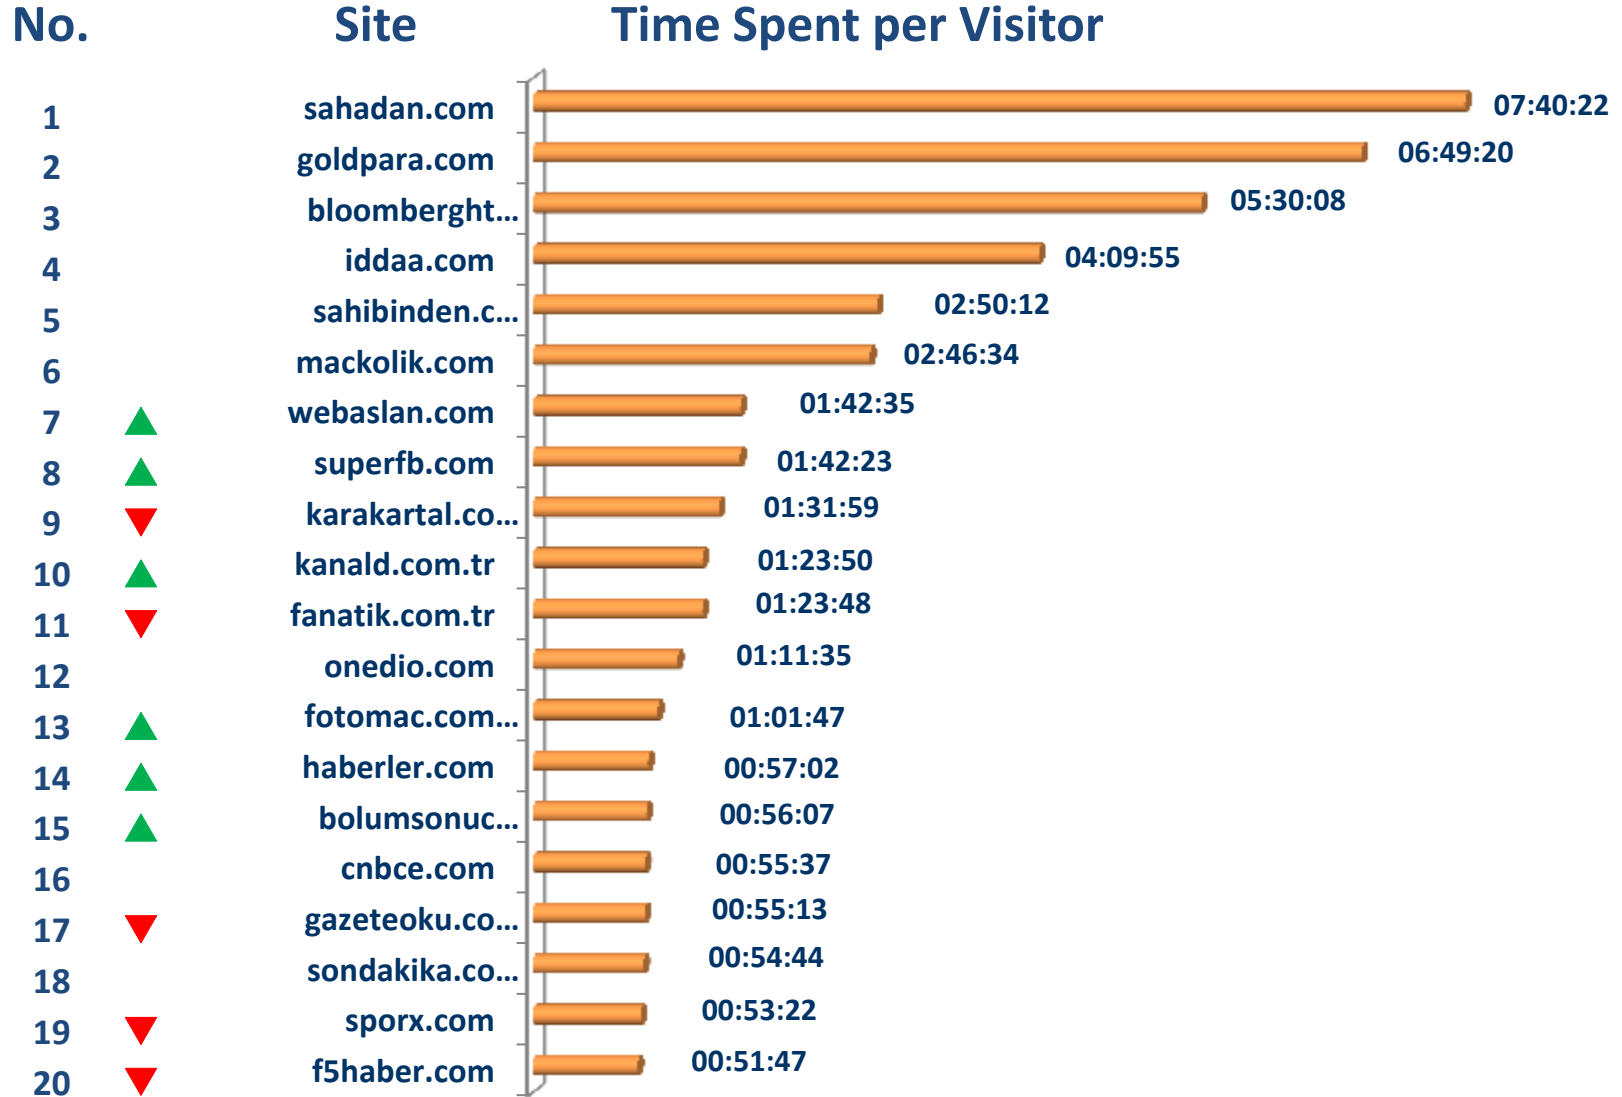 No. Site Time Spent per Visitor
1 sahadan.com 07:40:22
2 goldpara.com 06:49:20
3 bloomberght... 05:30:08
4 iddaa.com 04:09:55
5 sahibinden.c... 02:50:12
6 mackolik.com 02:46:34
7 webaslan.com 01:42:35
8 superfb.com 01:42:23
9 karakartal.co... 01:31:59
10 kanald.com.tr 01:23:50
11 fanatik.com.tr 01:23:48
12 onedio.com 01:11:35
13 fotomac.com... 01:01:47
14 haberler.com 00:57:02
15 bolumsonuc... 00:56:07
16 cnbce.com 00:55:37
17 gazeteoku.co... 00:55:13
18 sondakika.co... 00:54:44
19 sporx.com 00:53:22
20 f5haber.com 00:51:47